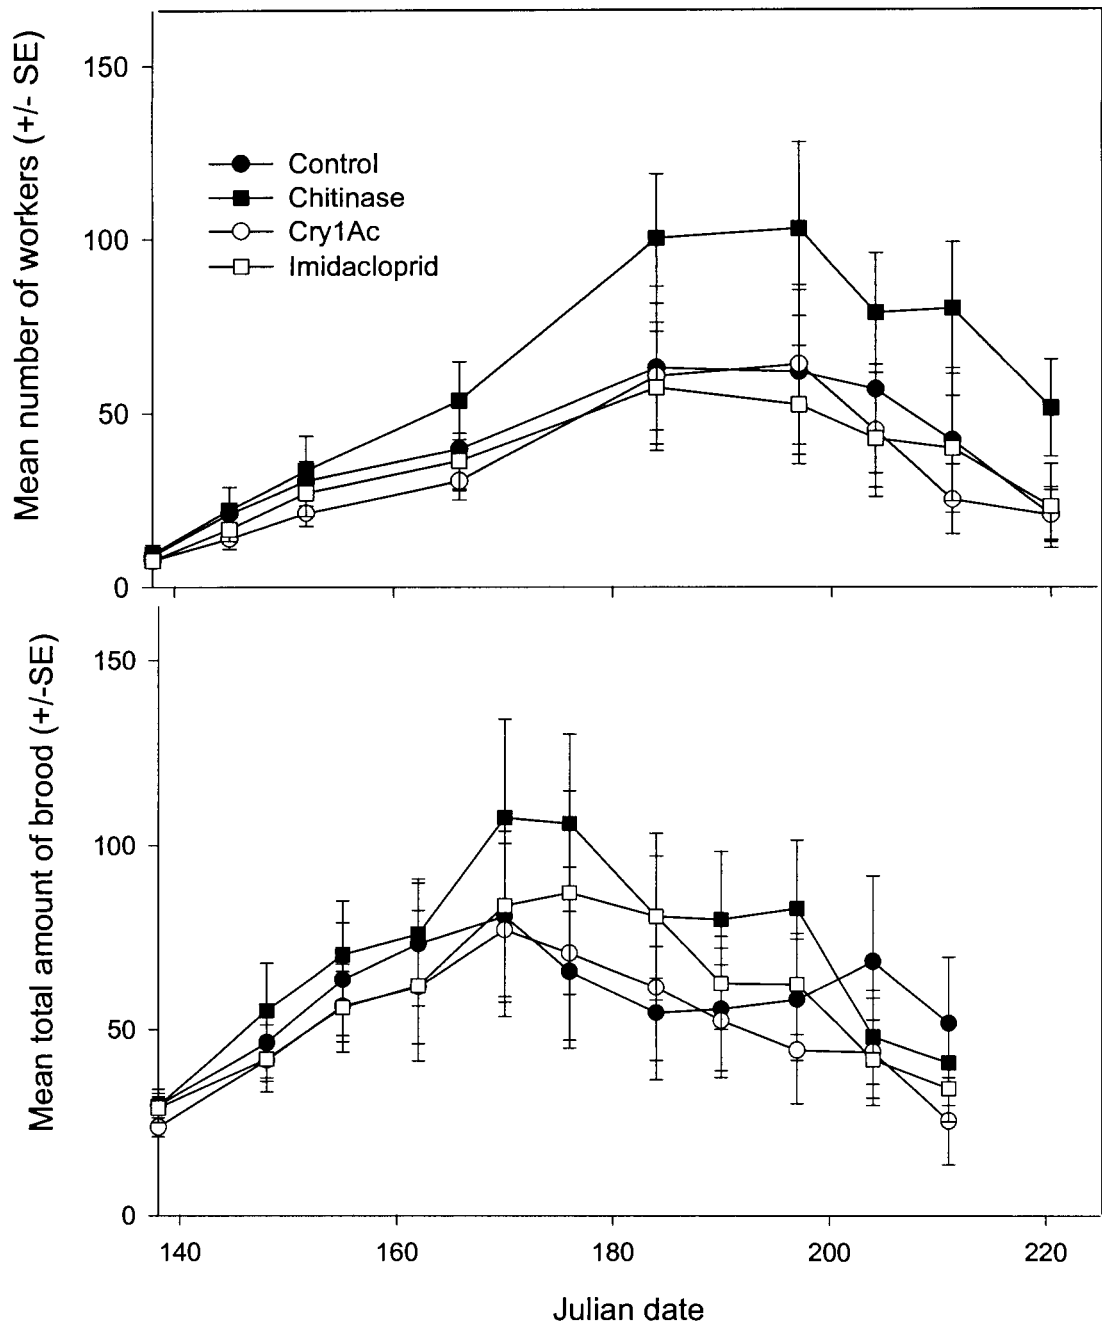 Mean number of workers (+/- SE)
150
100
50
0
Control
Chitinase
Cry1Ac
Imidacloprid
Mean total amount of brood (+/-SE)
150
100
50
0
140 160 180 200 220
Julian date